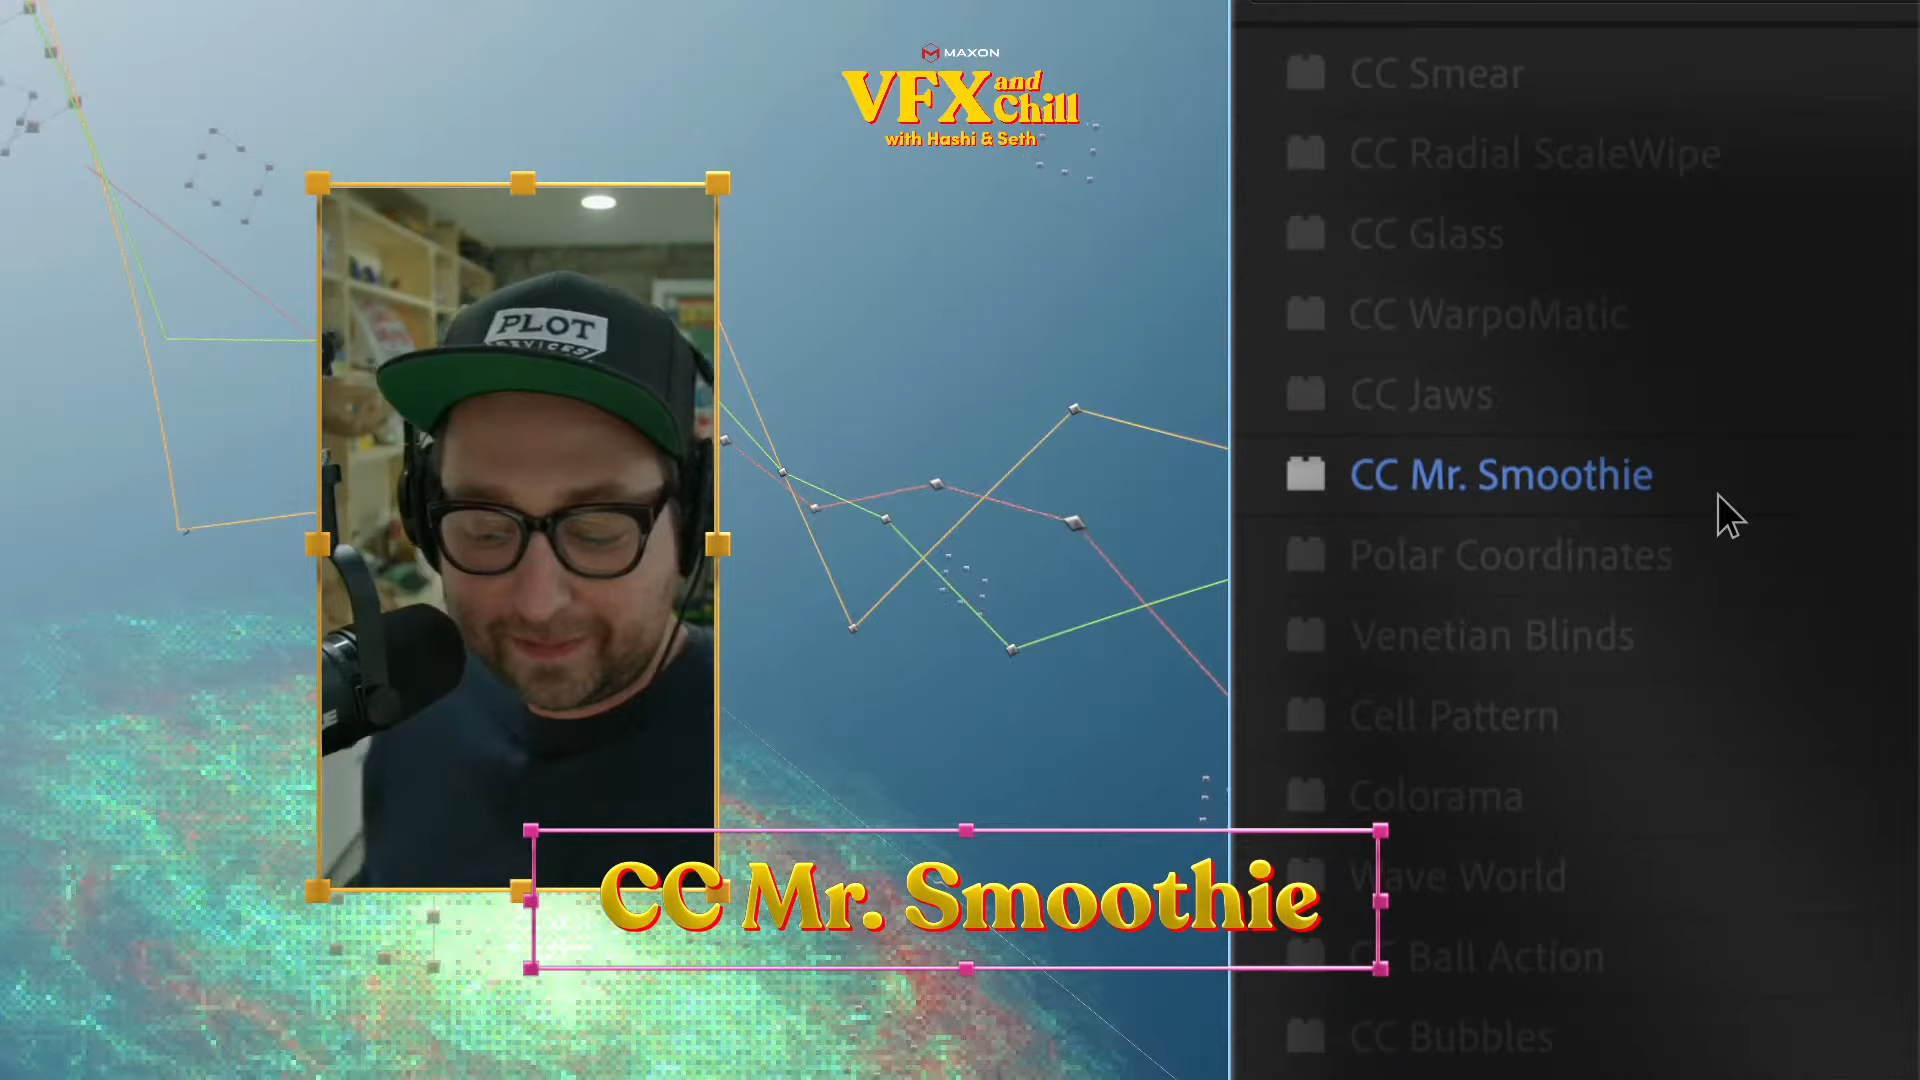 MAXON
VFX and Chill
with Hashi & Seth
PLOT
DEVICES
CC Mr. Smoothie
CC Smear
CC Radial ScaleWipe
CC Glass
CC WarpoMatic
CC Jaws
CC Mr. Smoothie
Polar Coordinates
Venetian Blinds
Cell Pattern
Colorama
Wave World
CC Ball Action
CC Bubbles